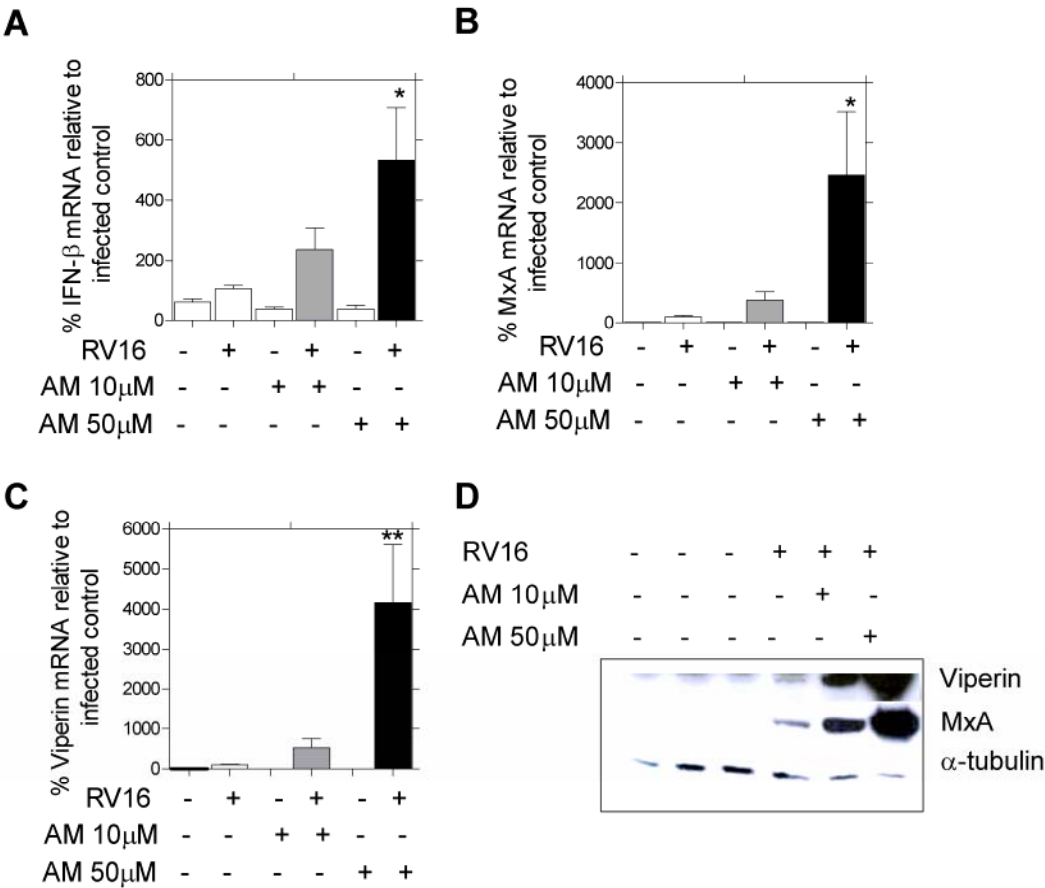 A
% IFN-β mRNA relative to
infected control
800
600
400
200
0
*
RV16 - + - + - +
AM 10μM - - + + - -
AM 50μM - - - - + +
B
% MxA mRNA relative to
infected control
4000
3000
2000
1000
0
*
RV16 - + - + - +
AM 10μM - - + + - -
AM 50μM - - - - + +
C
% Viperin mRNA relative to
infected control
6000
5000
4000
3000
2000
1000
0
**
RV16 - + - + - +
AM 10μM - - + + - -
AM 50μM - - - - + +
D
RV16 - - - + + +
AM 10μM - - - - + -
AM 50μM - - - - - +
Viperin
MxA
α-tubulin